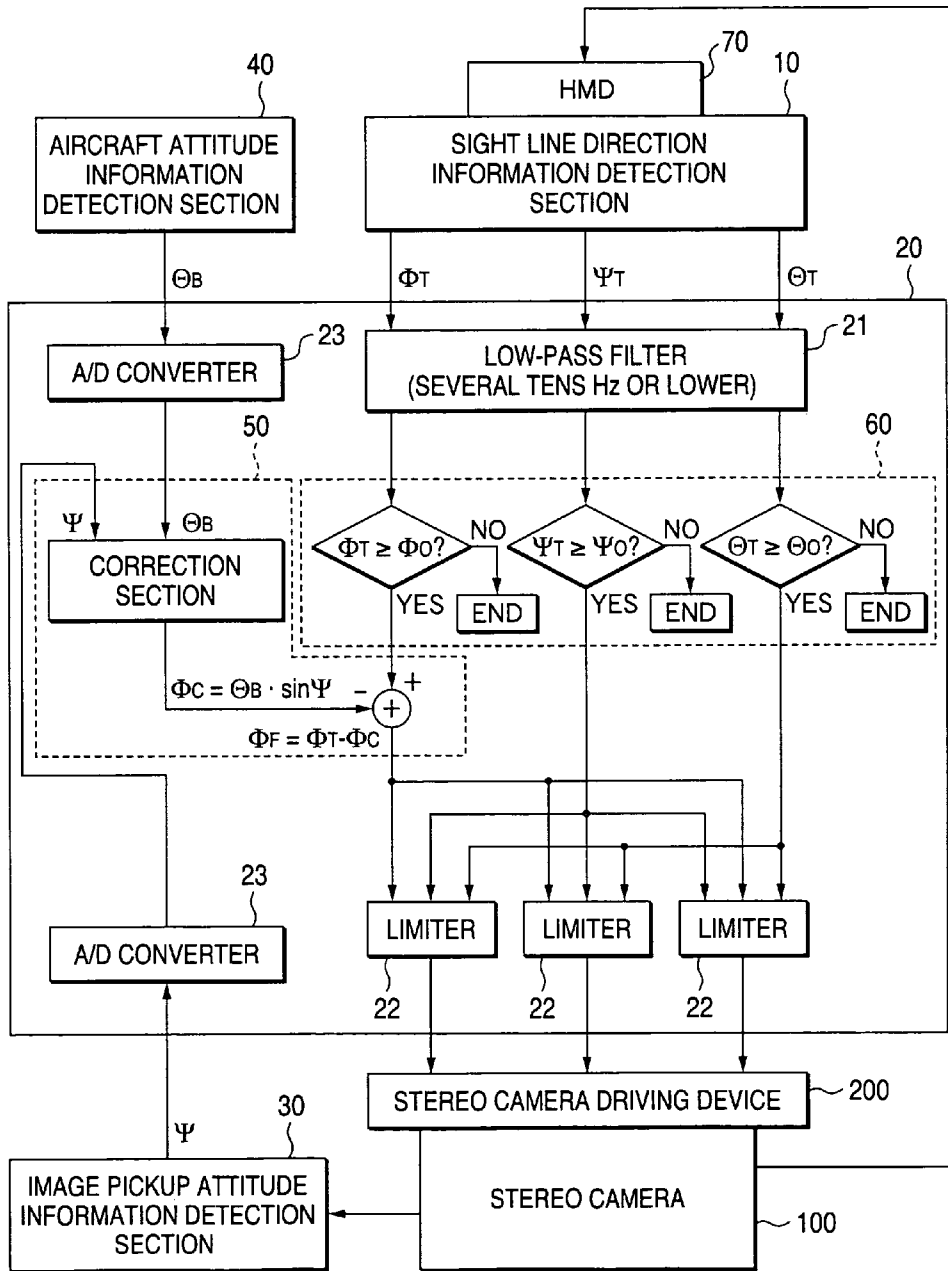 70
10
40
HMD
AIRCRAFT ATTITUDE
INFORMATION
DETECTION SECTION
SIGHT LINE DIRECTION
INFORMATION DETECTION
SECTION
ΘB
ΦT
ΨT
ΘT
20
23
21
A/D CONVERTER
LOW-PASS FILTER
(SEVERAL TENS Hz OR LOWER)
50
60
Ψ
ΘB
CORRECTION
SECTION
ΦT ≥ ΦO?
NO
ΨT ≥ ΨO?
NO
ΘT ≥ ΘO?
NO
YES
END
YES
END
YES
END
ΦC = ΘB · sinΨ
−
+
+
ΦF = ΦT-ΦC
23
A/D CONVERTER
LIMITER
LIMITER
LIMITER
22
22
22
STEREO CAMERA DRIVING DEVICE
200
Ψ
30
IMAGE PICKUP ATTITUDE
INFORMATION DETECTION
SECTION
STEREO CAMERA
100